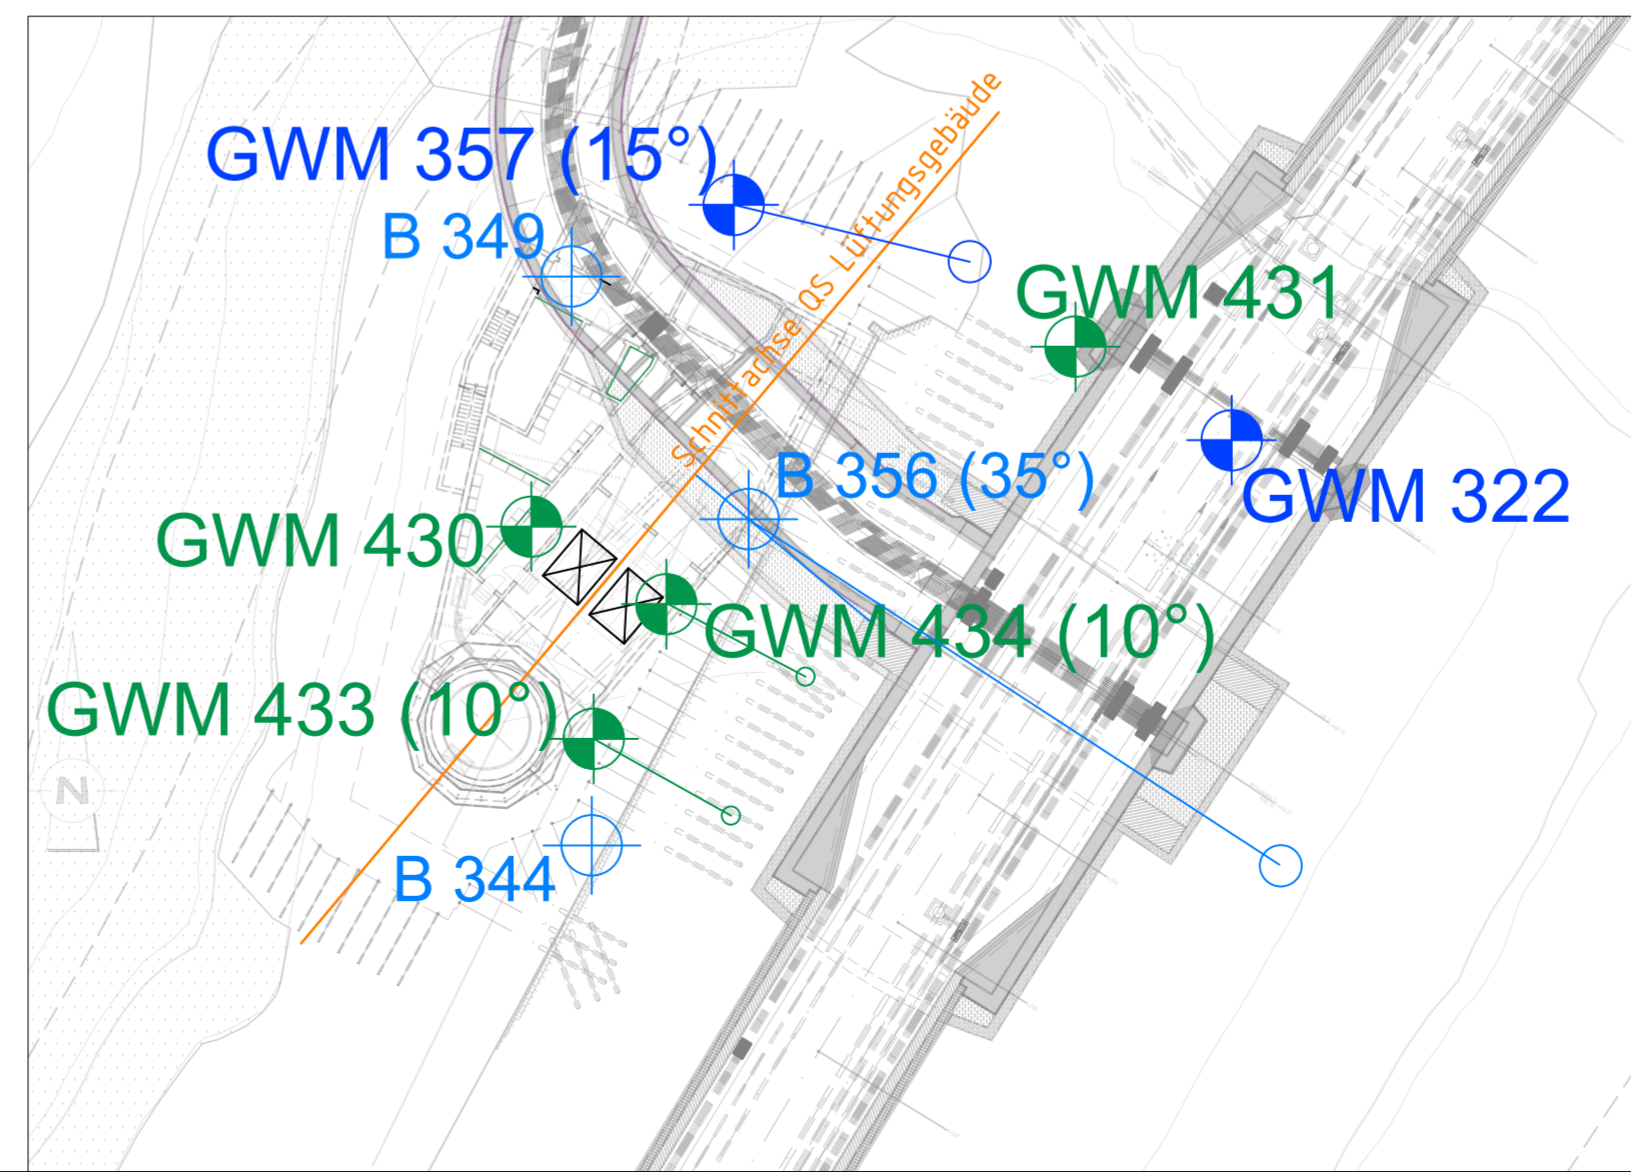 GWM 357 (15°)
B 349
Schnittachse QS Lüftungsgebäude
GWM 431
B 356 (35°)
GWM 322
GWM 430
GWM 434 (10°)
GWM 433 (10°)
N
B 344